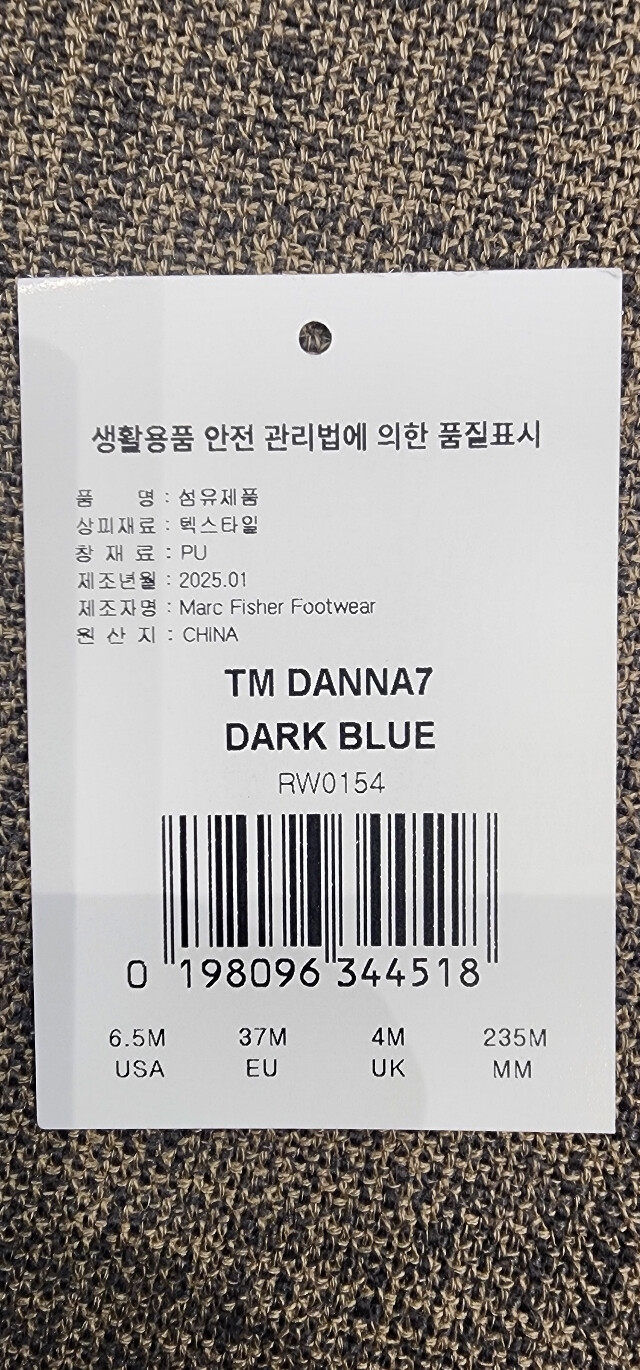 생활용품 안전 관리법에 의한 품질표시
품 명 : 섬유제품
상피재료 : 텍스타일
창 재 료 : PU
제조년월 : 2025.01
제조자명 : Marc Fisher Footwear
원 산 지 : CHINA
TM DANNA7
DARK BLUE
RW0154
0 198096 344518
6.5M 37M 4M 235M
USA EU UK MM